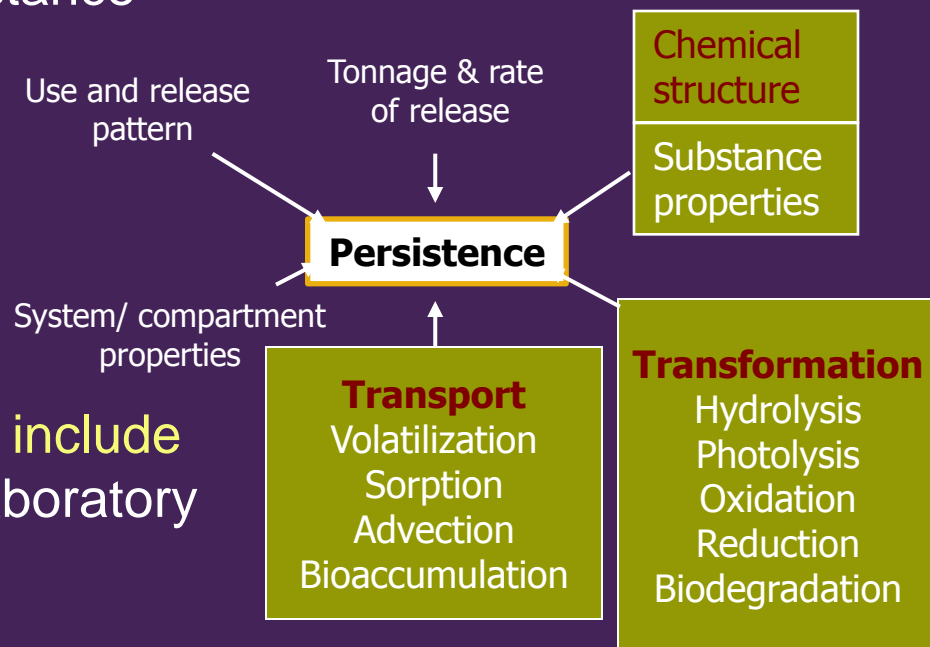 Use and release
pattern
Tonnage & rate
of release
Chemical
structure
Substance
properties
Persistence
System/ compartment
properties
include
boratory
Transport
Volatilization
Sorption
Advection
Bioaccumulation
Transformation
Hydrolysis
Photolysis
Oxidation
Reduction
Biodegradation